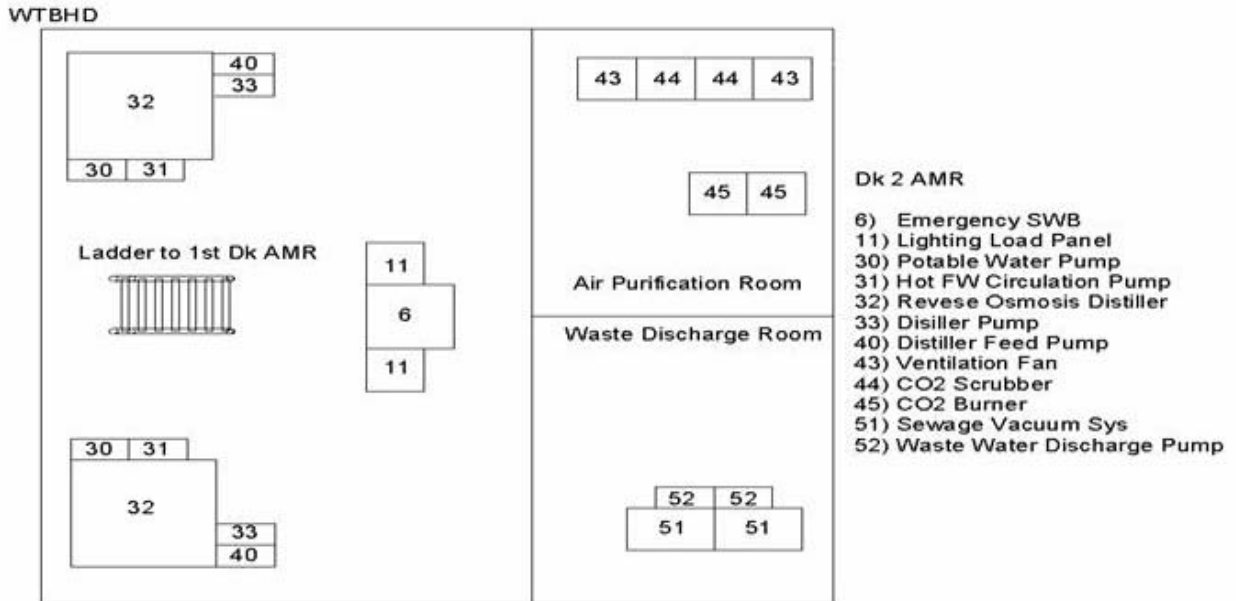 WTBHD
40
33
32
30 31
Ladder to 1st Dk AMR
11
6
11
30 31
32
33
40
43 44 44 43
45 45
Air Purification Room
Waste Discharge Room
52 52
51 51
Dk 2 AMR
6) Emergency SWB
11) Lighting Load Panel
30) Potable Water Pump
31) Hot FW Circulation Pump
32) Revese Osmosis Distiller
33) Disiller Pump
40) Distiller Feed Pump
43) Ventilation Fan
44) CO2 Scrubber
45) CO2 Burner
51) Sewage Vacuum Sys
52) Waste Water Discharge Pump